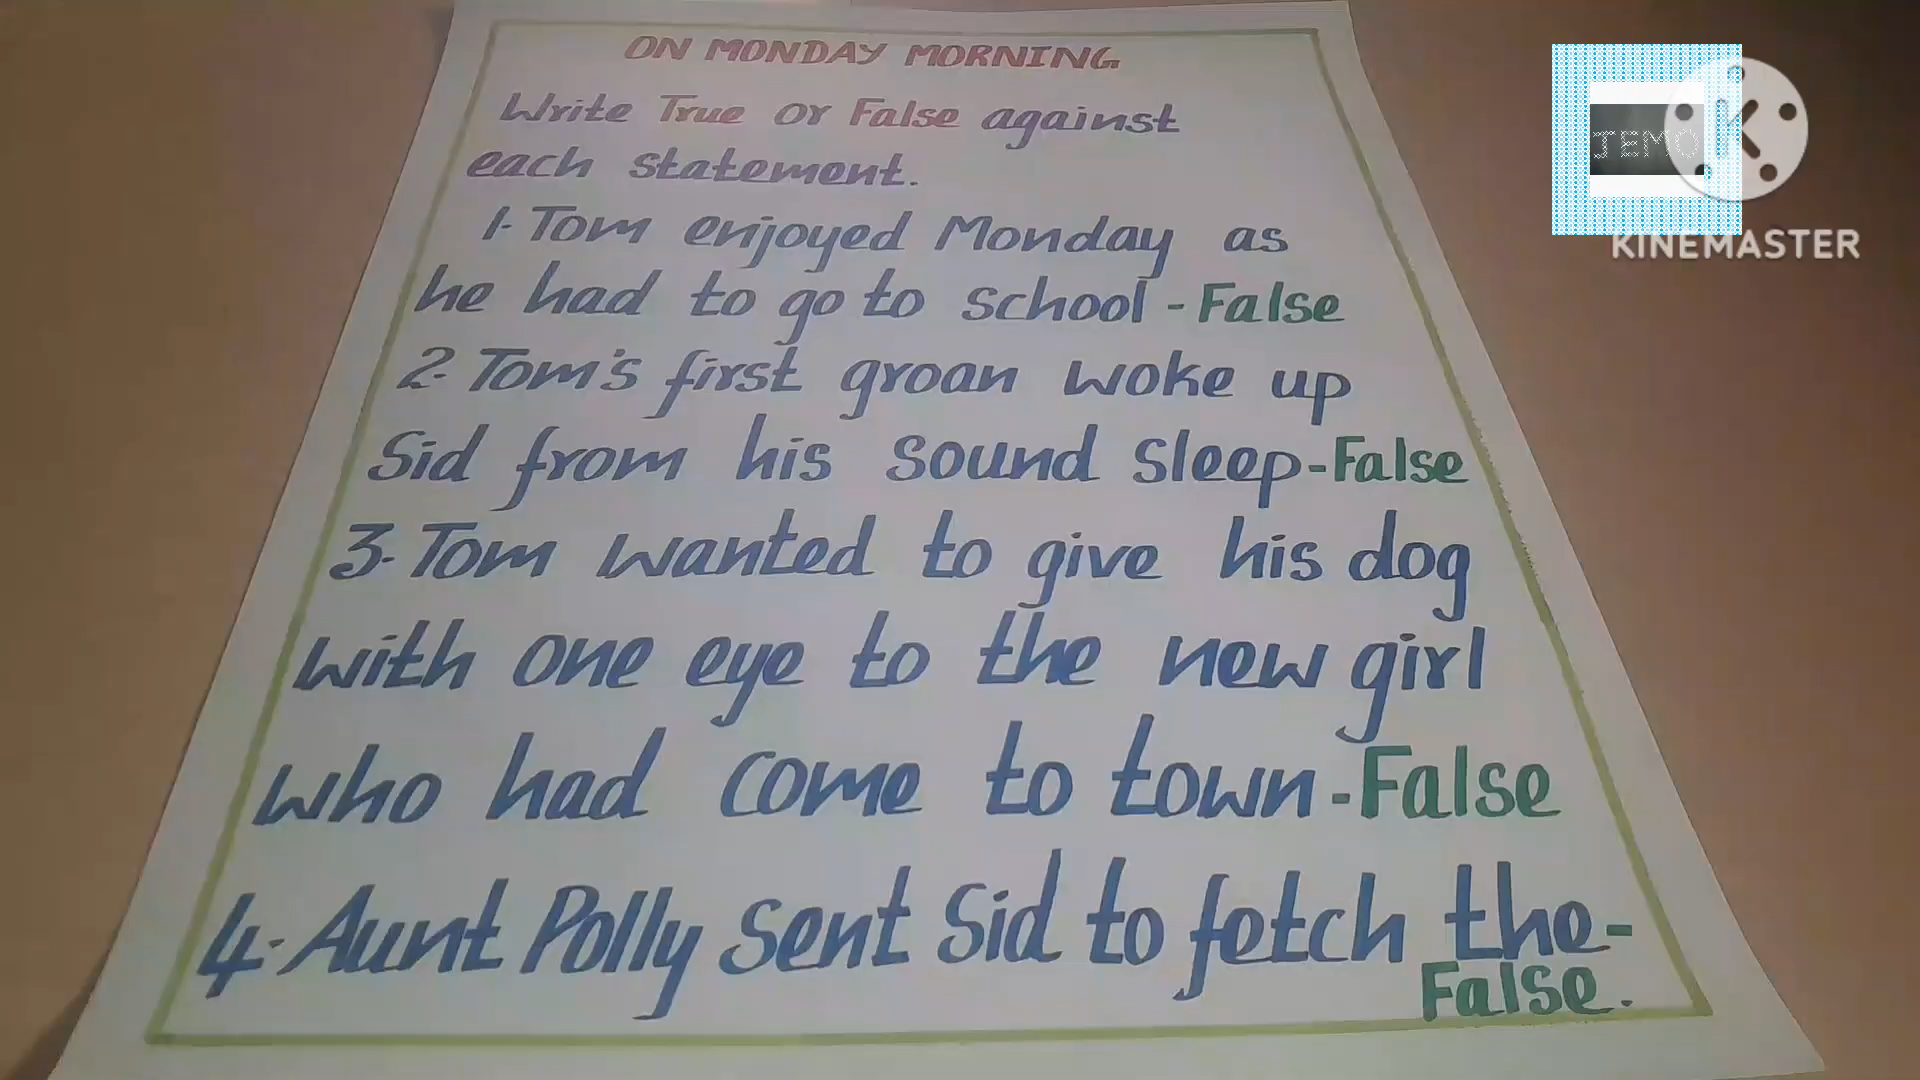 ON MONDAY MORNING
Write True or False against
each statement.
1. Tom enjoyed Monday as
he had to go to school - False
2. Tom's first groan woke up
Sid from his sound sleep - False
3. Tom wanted to give his dog
with one eye to the new girl
who had come to town - False
4. Aunt Polly sent Sid to fetch the -
False.
JEMO
K
KINEMASTER